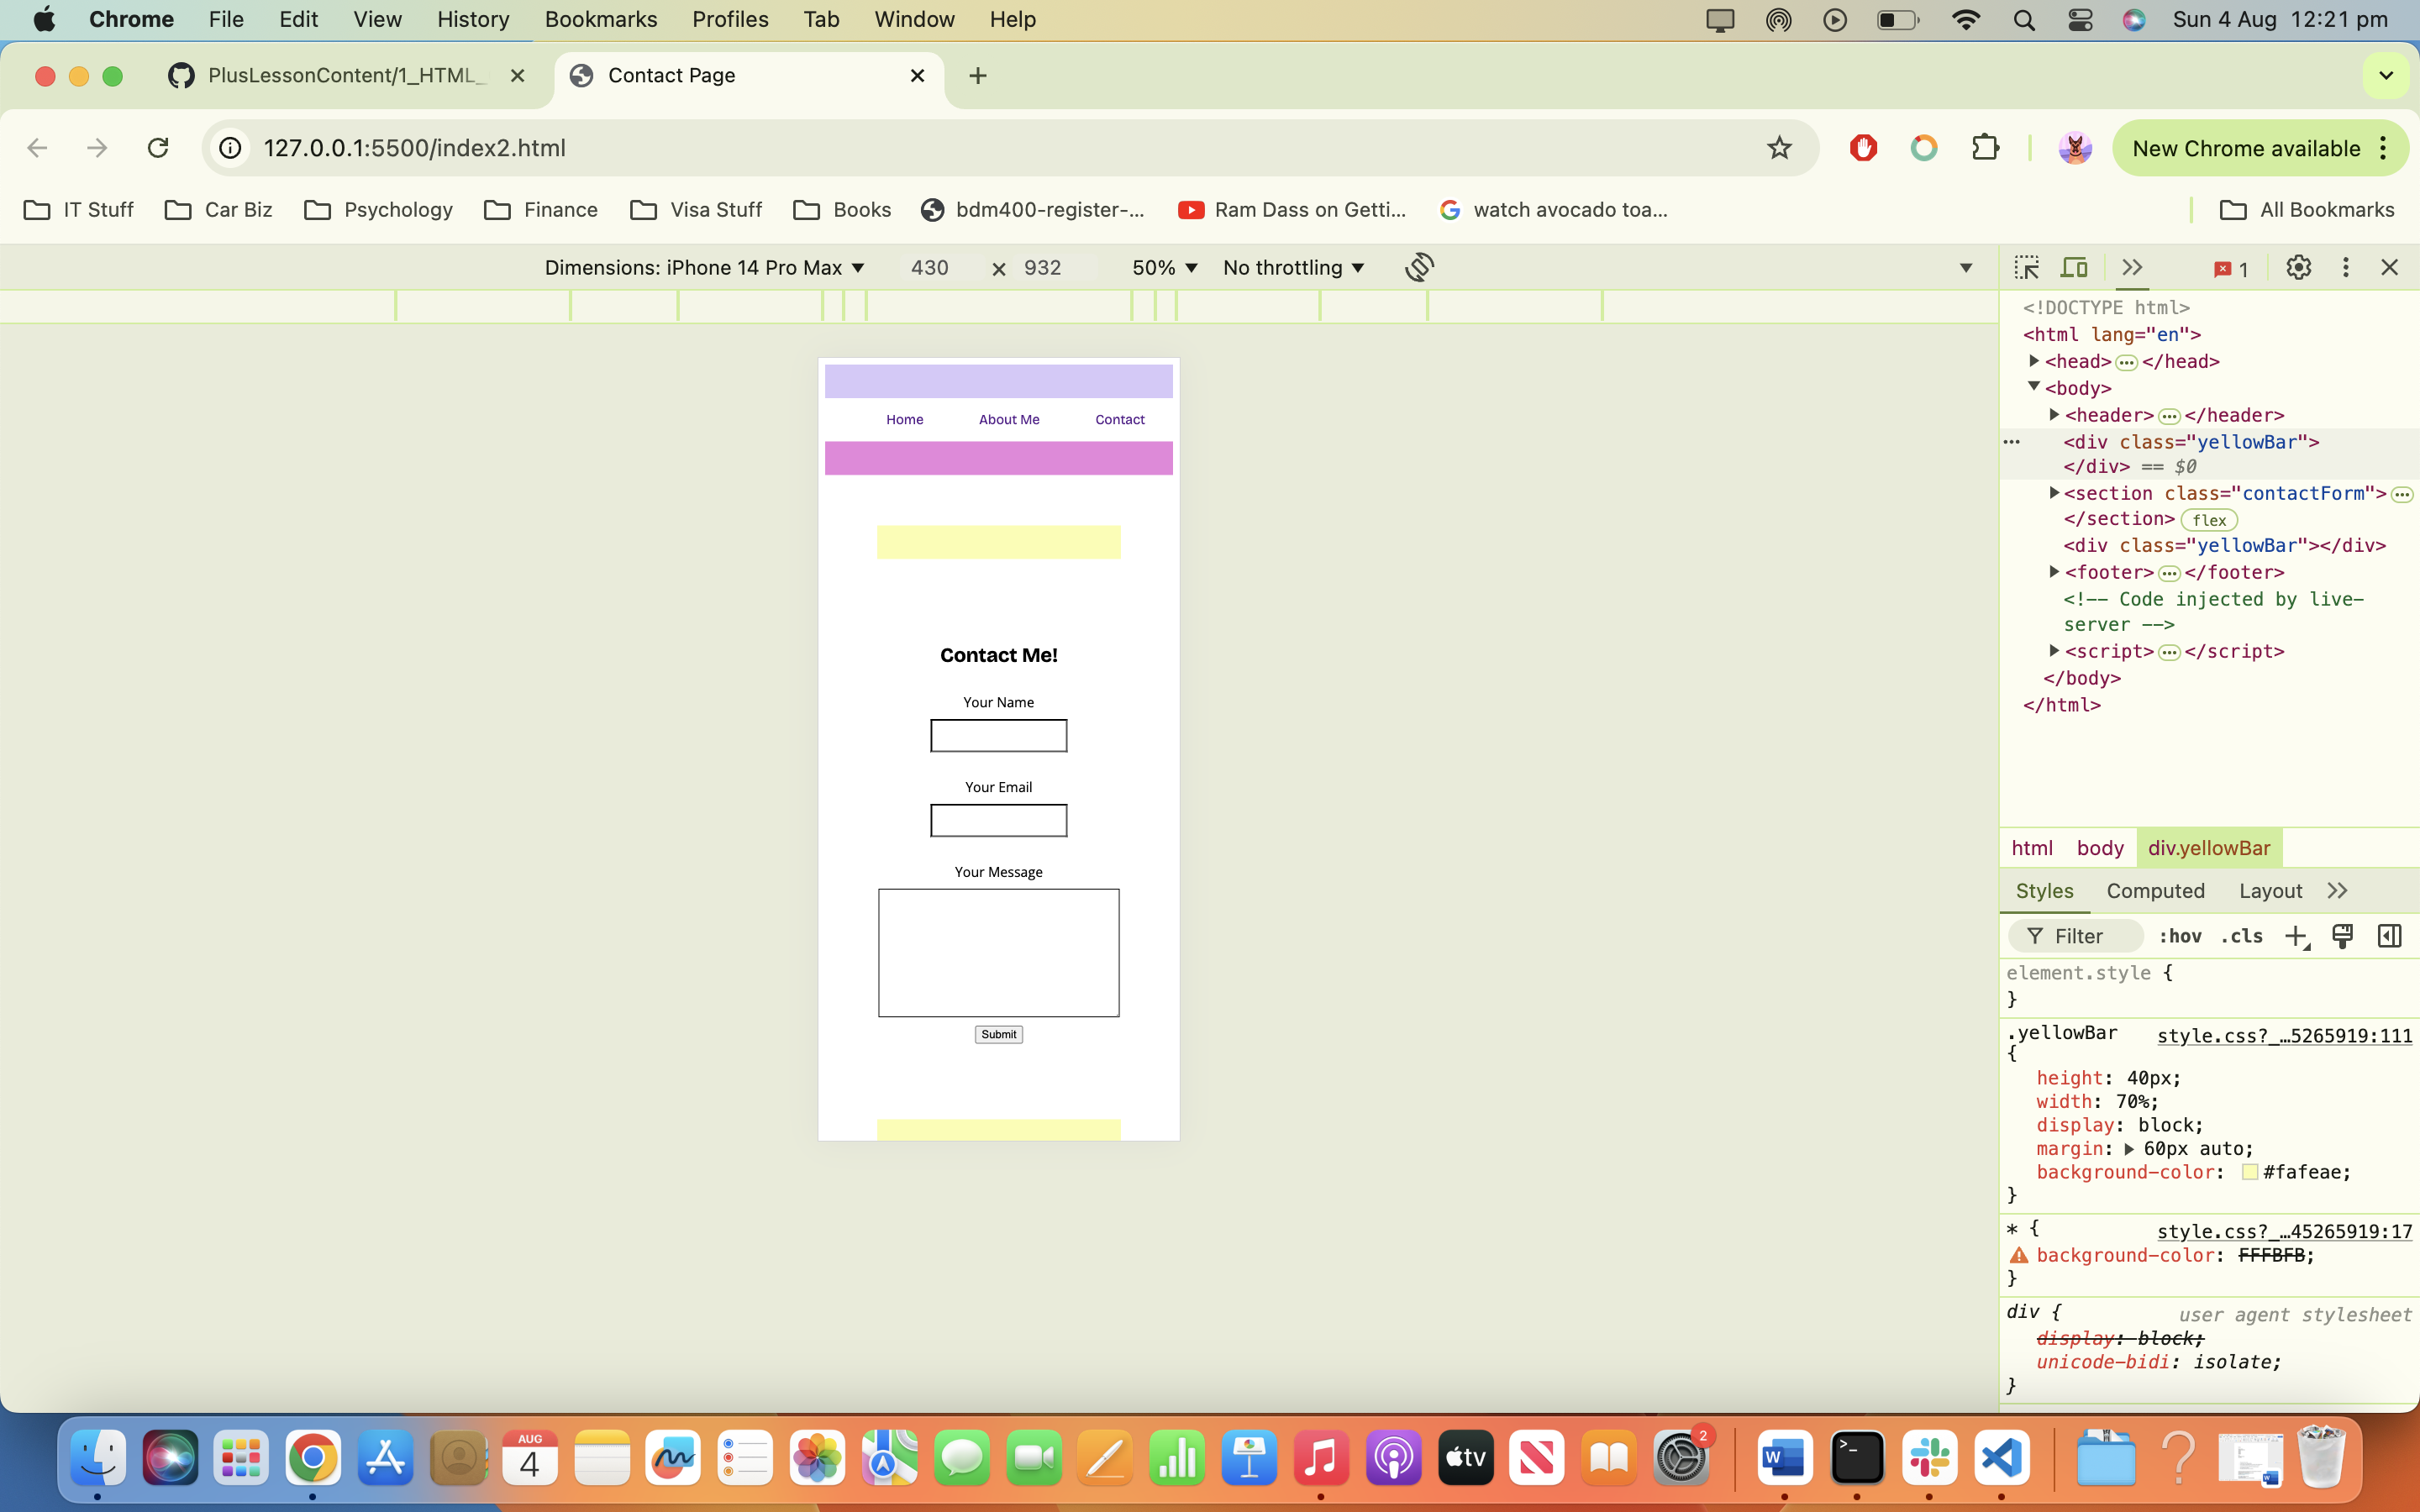 Chrome File Edit View History Bookmarks Profiles Tab Window Help Sun 4 Aug 12:21 pm
PlusLessonContent/1_HTML_ Contact Page
127.0.0.1:5500/index2.html New Chrome available
IT Stuff Car Biz Psychology Finance Visa Stuff Books bdm400-register-... Ram Dass on Getti... watch avocado toa... All Bookmarks
Dimensions: iPhone 14 Pro Max 430 × 932 50% No throttling 1
Home About Me Contact
Contact Me!
Your Name
Your Email
Your Message
Submit
<!DOCTYPE html>
<html lang="en">
<head>…</head>
<body>
<header>…</header>
<div class="yellowBar">
</div> == $0
<section class="contactForm">…
</section> flex
<div class="yellowBar"></div>
<footer>…</footer>
<!-- Code injected by live-
server -->
<script>…</script>
</body>
</html>
html body div.yellowBar
Styles Computed Layout
Filter :hov .cls
element.style {
}
.yellowBar style.css?_…5265919:111
{
height: 40px;
width: 70%;
display: block;
margin: 60px auto;
background-color: #fafeae;
}
* { style.css?_…45265919:17
background-color: FFFBFB;
}
div { user agent stylesheet
display: block;
unicode-bidi: isolate;
}
AUG
4
tv
2
W
>_
W